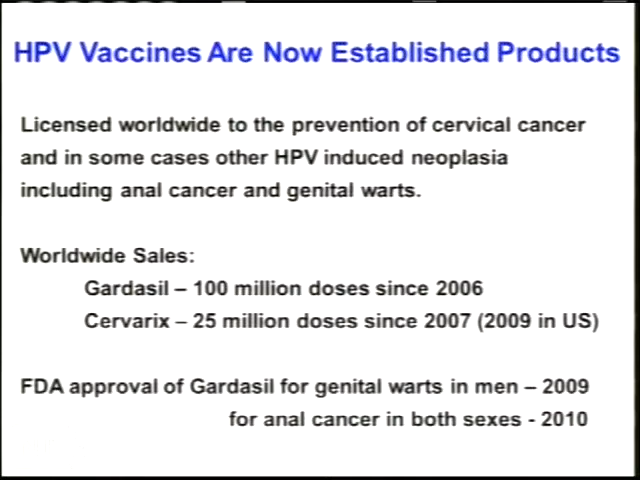 HPV Vaccines Are Now Established Products
Licensed worldwide to the prevention of cervical cancer
and in some cases other HPV induced neoplasia
including anal cancer and genital warts.
Worldwide Sales:
Gardasil – 100 million doses since 2006
Cervarix – 25 million doses since 2007 (2009 in US)
FDA approval of Gardasil for genital warts in men – 2009
for anal cancer in both sexes - 2010